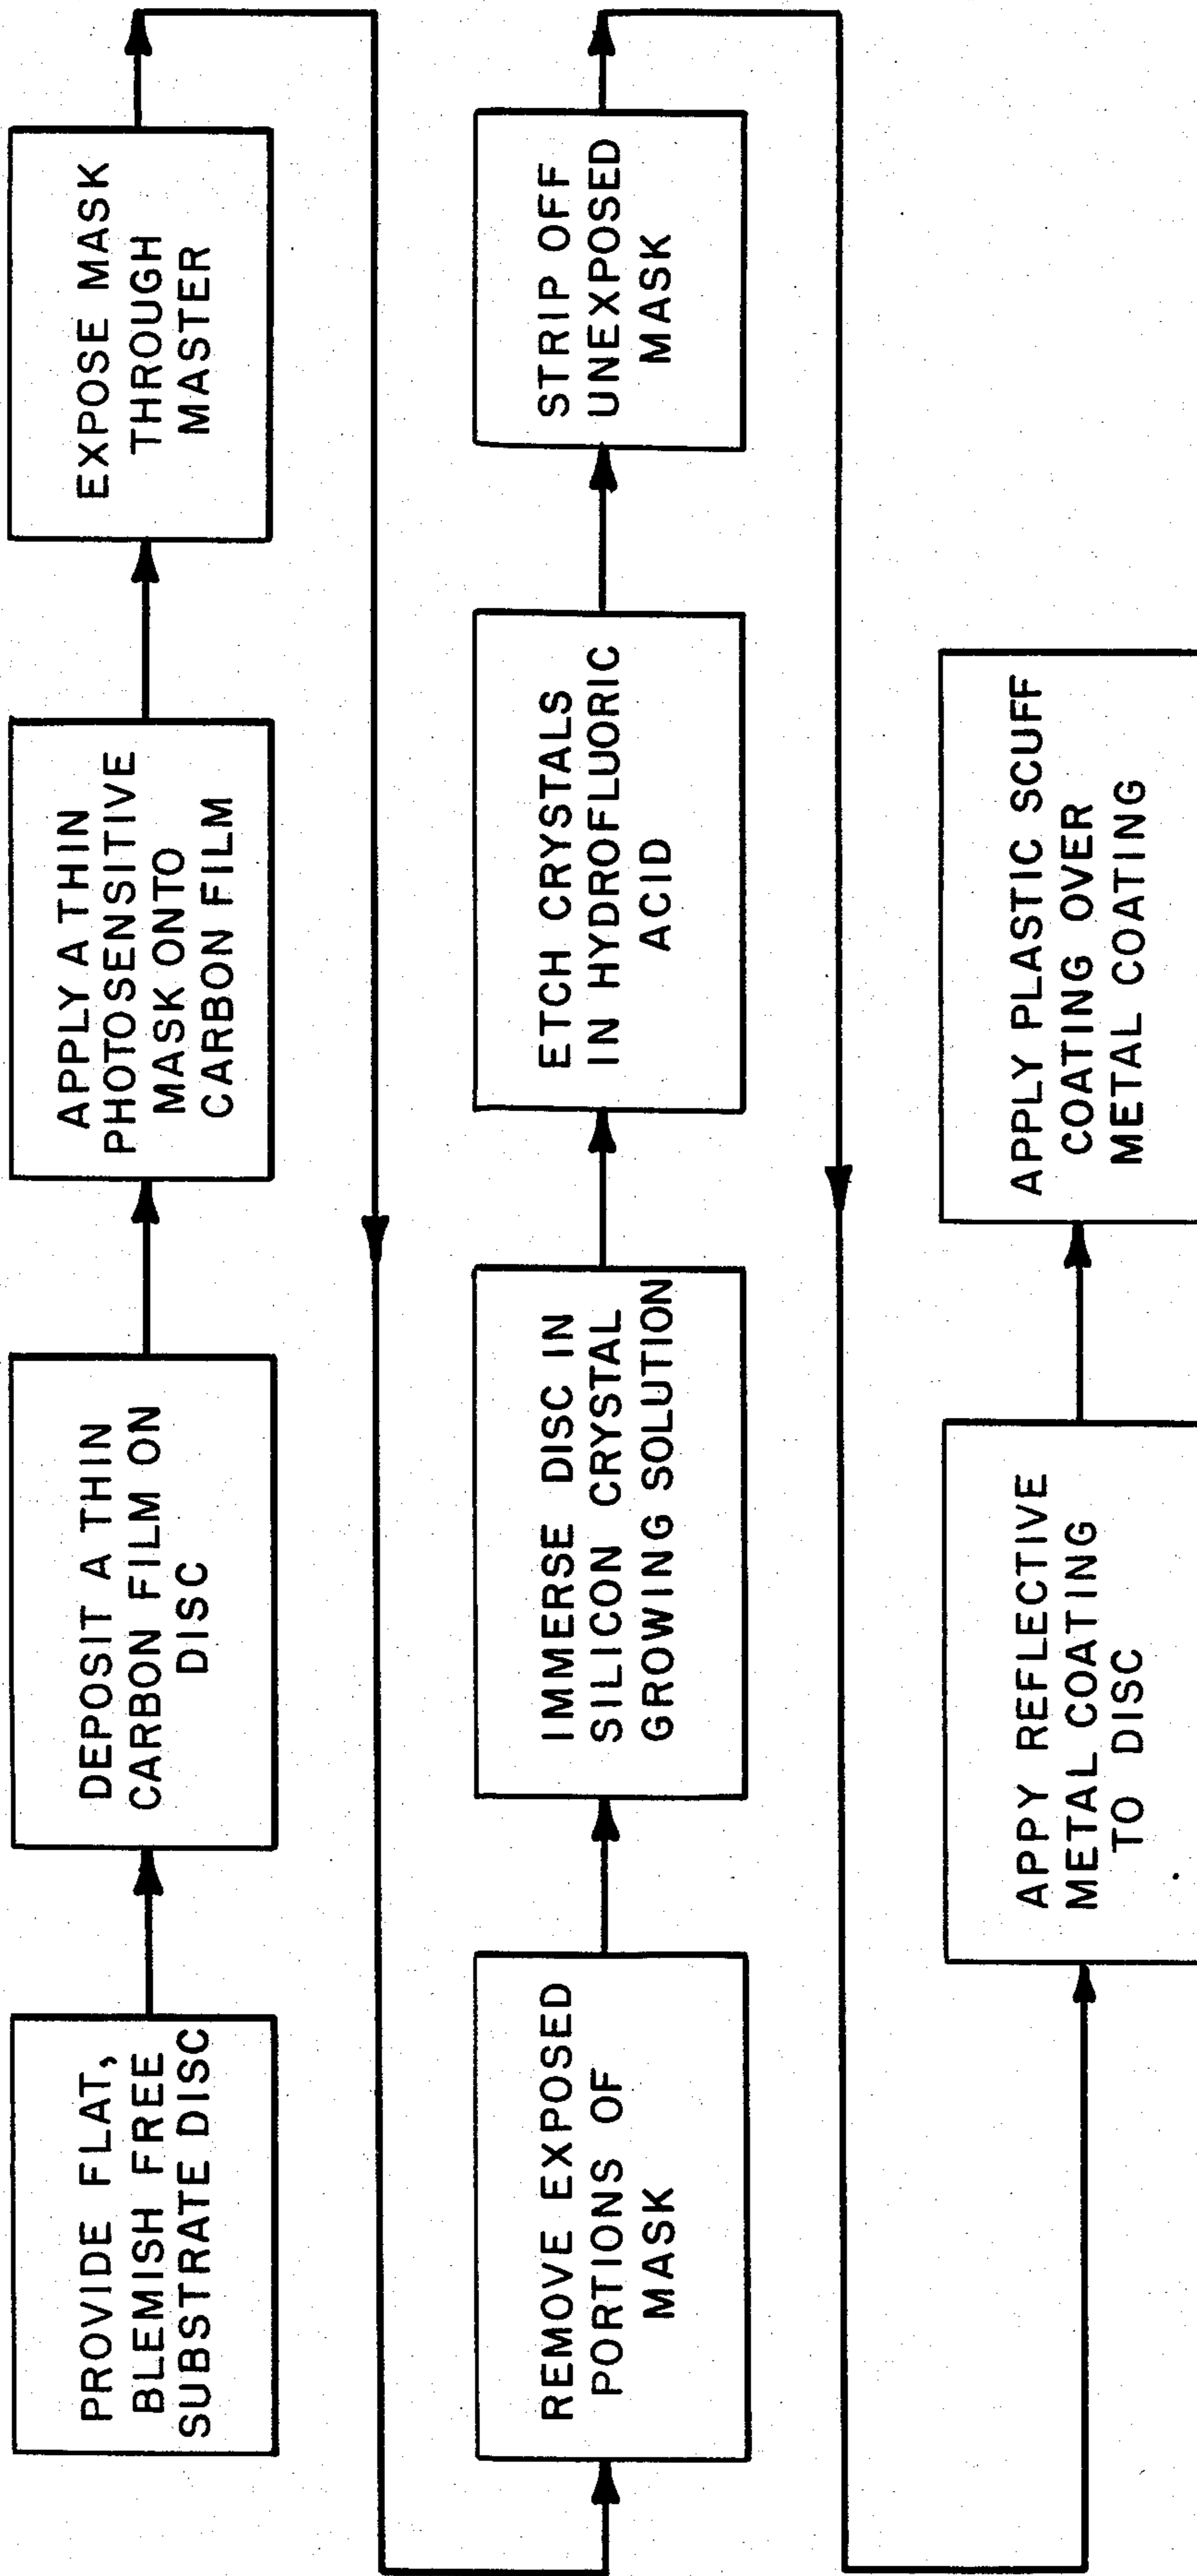 PROVIDE FLAT,
BLEMISH FREE
SUBSTRATE DISC
DEPOSIT A THIN
CARBON FILM ON
DISC
APPLY A THIN
PHOTOSENSITIVE
MASK ONTO
CARBON FILM
EXPOSE MASK
THROUGH
MASTER
REMOVE EXPOSED
PORTIONS OF
MASK
IMMERSE DISC IN
SILICON CRYSTAL
GROWING SOLUTION
ETCH CRYSTALS
IN HYDROFLUORIC
ACID
STRIP OFF
UNEXPOSED
MASK
APPY REFLECTIVE
METAL COATING
TO DISC
APPLY PLASTIC SCUFF
COATING OVER
METAL COATING